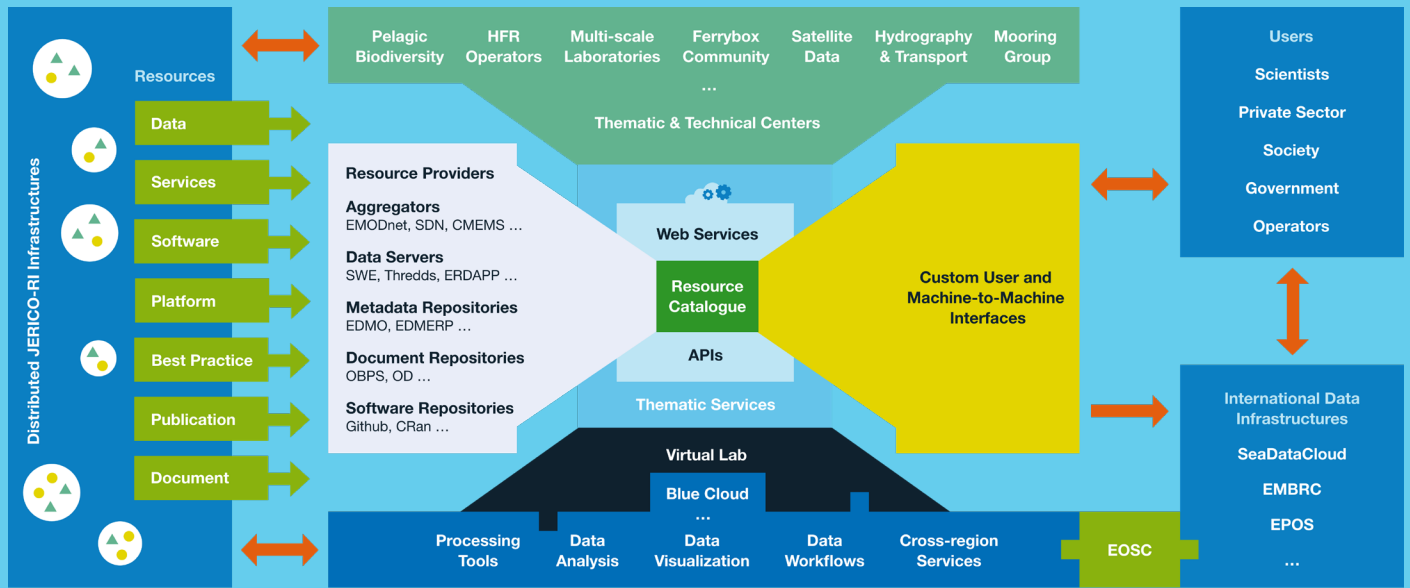 Distributed JERICO-RI Infrastructures
Resources
Data
Services
Software
Platform
Best Practice
Publication
Document
Pelagic
Biodiversity
HFR
Operators
Multi-scale
Laboratories
Ferrybox
Community
Satellite
Data
Hydrography
& Transport
Mooring
Group
...
Thematic & Technical Centers
Resource Providers
Aggregators
EMODnet, SDN, CMEMS ...
Data Servers
SWE, Thredds, ERDAPP ...
Metadata Repositories
EDMO, EDMERP ...
Document Repositories
OBPS, OD ...
Software Repositories
Github, CRan ...
Web Services
Resource
Catalogue
APIs
Thematic Services
Custom User and
Machine-to-Machine
Interfaces
Virtual Lab
Blue Cloud
...
Processing
Tools
Data
Analysis
Data
Visualization
Data
Workflows
Cross-region
Services
EOSC
Users
Scientists
Private Sector
Society
Government
Operators
International Data
Infrastructures
SeaDataCloud
EMBRC
EPOS
...